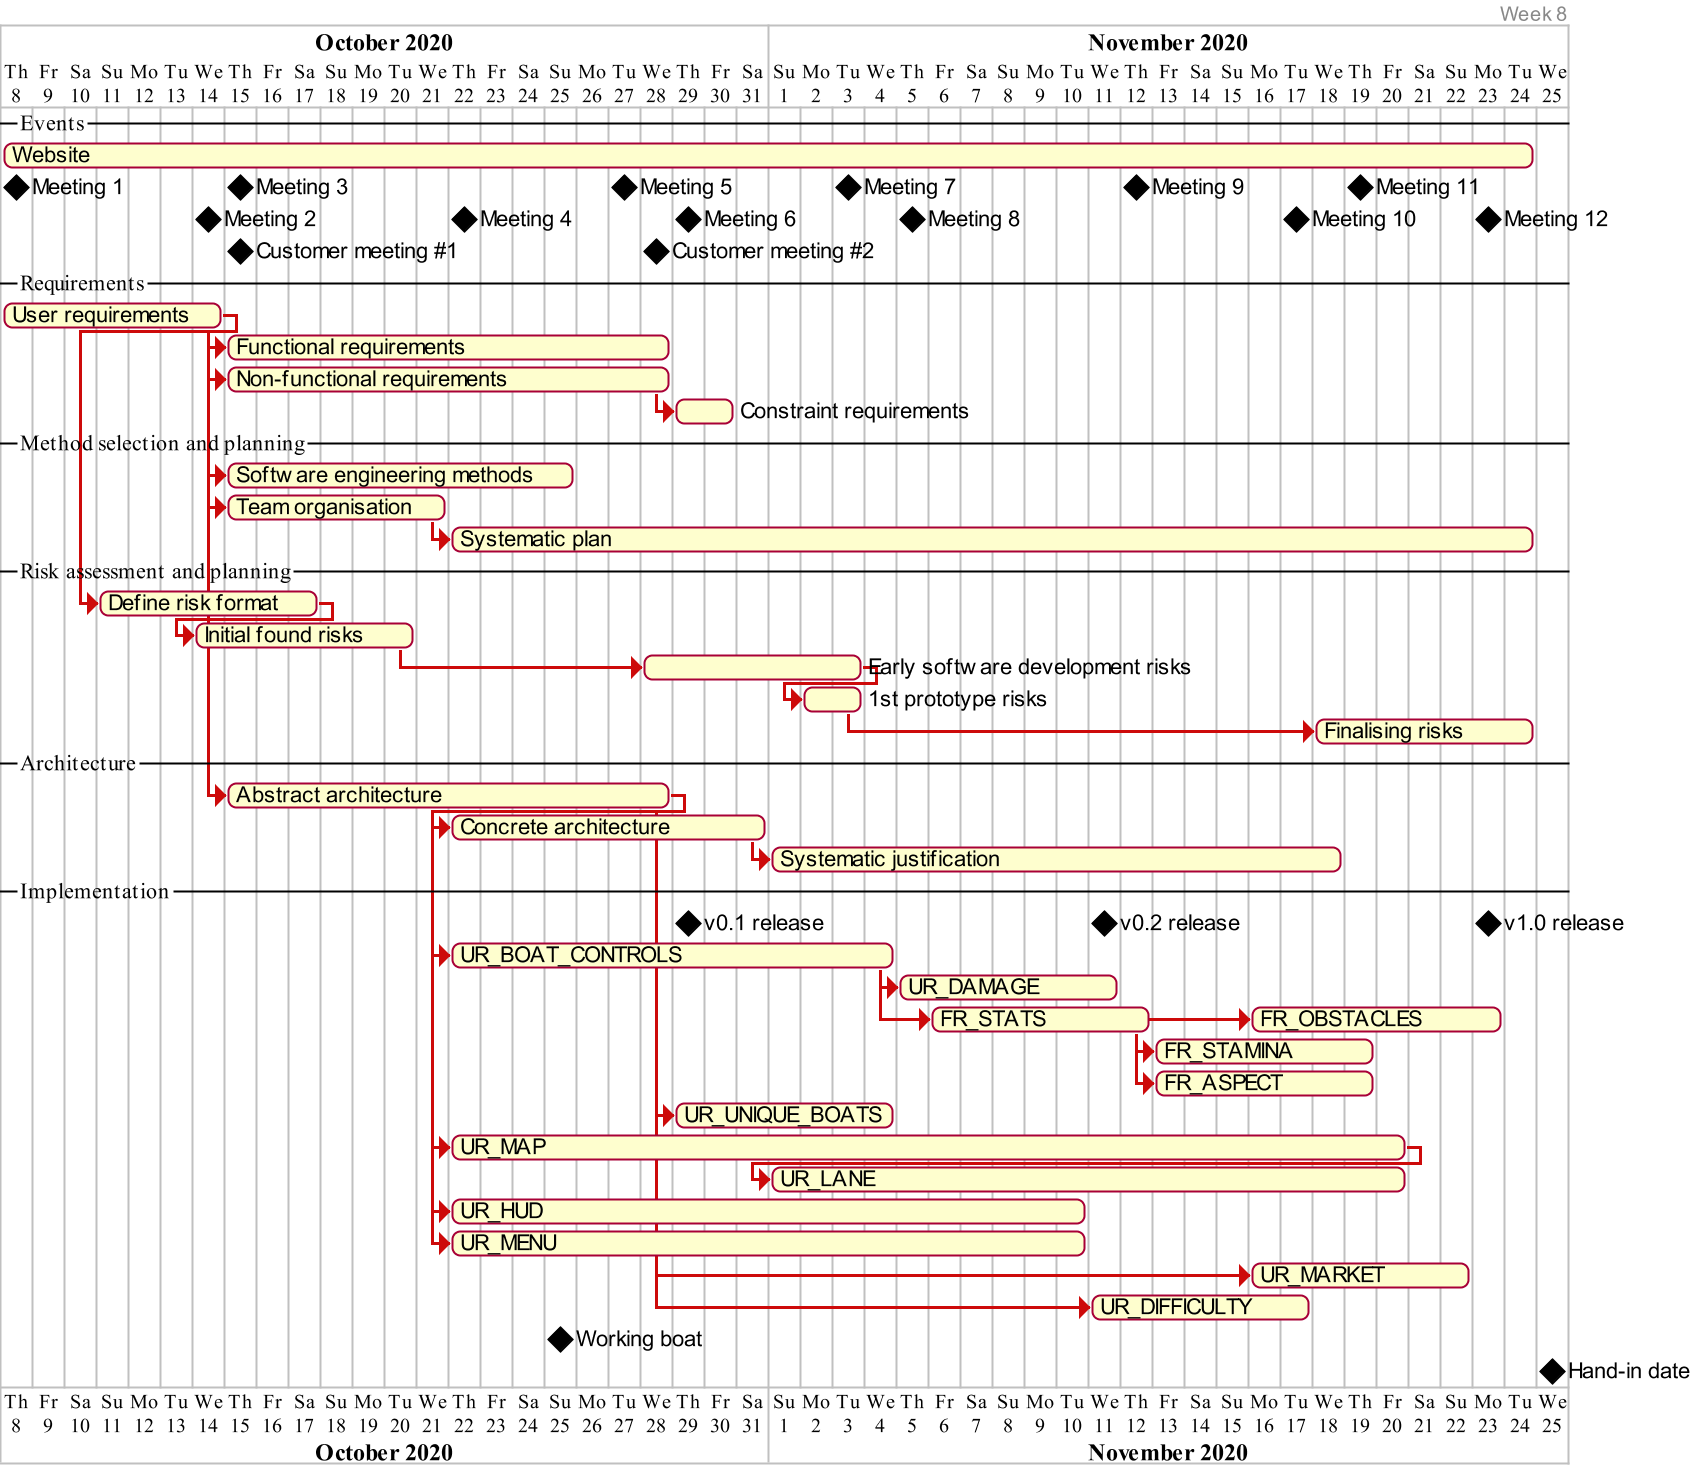 Week 8
October 2020 November 2020
Th Fr Sa Su Mo Tu We Th Fr Sa Su Mo Tu We Th Fr Sa Su Mo Tu We Th Fr Sa Su Mo Tu We Th Fr Sa Su Mo Tu We Th Fr Sa Su Mo Tu We Th Fr Sa Su Mo Tu We
8 9 10 11 12 13 14 15 16 17 18 19 20 21 22 23 24 25 26 27 28 29 30 31 1 2 3 4 5 6 7 8 9 10 11 12 13 14 15 16 17 18 19 20 21 22 23 24 25
Events
Website
Meeting 1 Meeting 3 Meeting 5 Meeting 7 Meeting 9 Meeting 11
Meeting 2 Meeting 4 Meeting 6 Meeting 8 Meeting 10 Meeting 12
Customer meeting #1 Customer meeting #2
Requirements
User requirements
Functional requirements
Non-functional requirements
Constraint requirements
Method selection and planning
Software engineering methods
Team organisation
Systematic plan
Risk assessment and planning
Define risk format
Initial found risks
Early software development risks
1st prototype risks
Finalising risks
Architecture
Abstract architecture
Concrete architecture
Systematic justification
Implementation
v0.1 release v0.2 release v1.0 release
UR_BOAT_CONTROLS
UR_DAMAGE
FR_STATS FR_OBSTACLES
FR_STAMINA
FR_ASPECT
UR_UNIQUE_BOATS
UR_MAP
UR_LANE
UR_HUD
UR_MENU
UR_MARKET
UR_DIFFICULTY
Working boat
Hand-in date
Th Fr Sa Su Mo Tu We Th Fr Sa Su Mo Tu We Th Fr Sa Su Mo Tu We Th Fr Sa Su Mo Tu We Th Fr Sa Su Mo Tu We Th Fr Sa Su Mo Tu We Th Fr Sa Su Mo Tu We
8 9 10 11 12 13 14 15 16 17 18 19 20 21 22 23 24 25 26 27 28 29 30 31 1 2 3 4 5 6 7 8 9 10 11 12 13 14 15 16 17 18 19 20 21 22 23 24 25
October 2020 November 2020